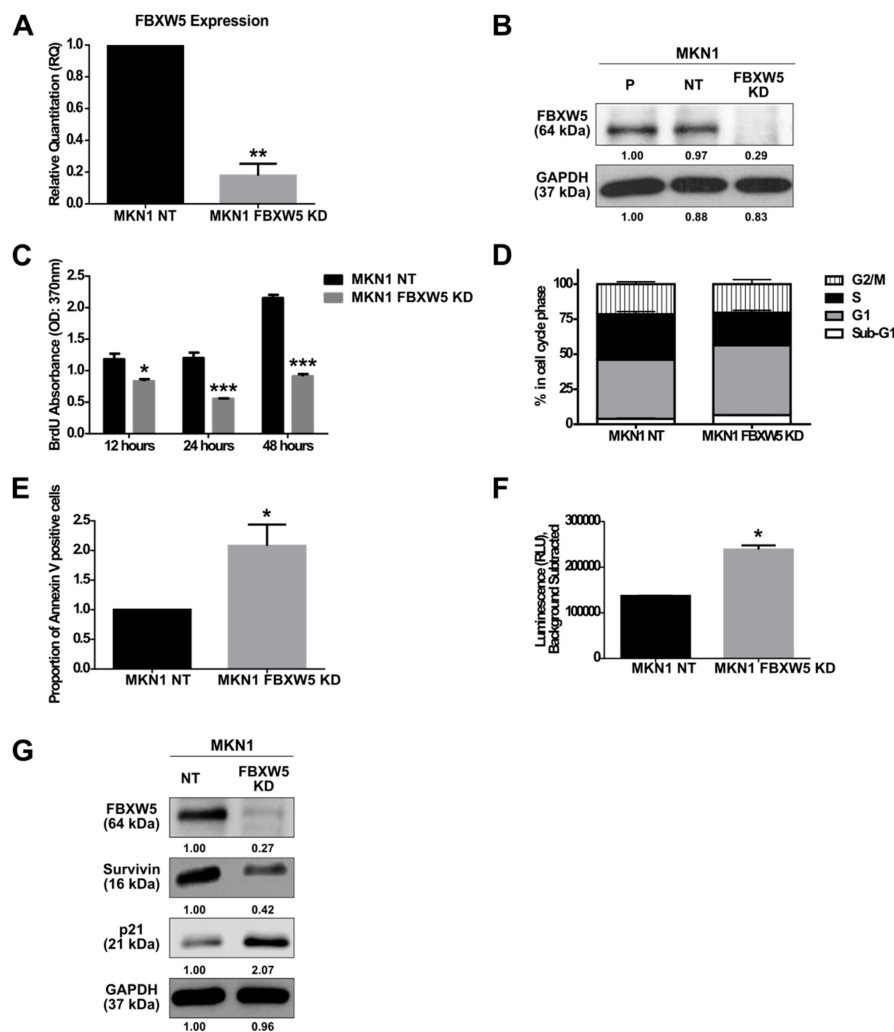 A
FBXW5 Expression
Relative Quantitation (RQ)
1.0
0.8
0.6
0.4
0.2
0.0
**
MKN1 NT
MKN1 FBXW5 KD
B
MKN1
P
NT
FBXW5
KD
FBXW5
(64 kDa)
1.00
0.97
0.29
GAPDH
(37 kDa)
1.00
0.88
0.83
C
BrdU Absorbance (OD: 370nm)
2.5
2.0
1.5
1.0
0.5
0.0
*
***
***
12 hours
24 hours
48 hours
MKN1 NT
MKN1 FBXW5 KD
D
% in cell cycle phase
100
75
50
25
0
MKN1 NT
MKN1 FBXW5 KD
G2/M
S
G1
Sub-G1
E
Proportion of Annexin V positive cells
2.5
2.0
1.5
1.0
0.5
0.0
*
MKN1 NT
MKN1 FBXW5 KD
F
Luminescence (RLU),
Background Subtracted
300000
200000
100000
0
*
MKN1 NT
MKN1 FBXW5 KD
G
MKN1
NT
FBXW5
KD
FBXW5
(64 kDa)
1.00
0.27
Survivin
(16 kDa)
1.00
0.42
p21
(21 kDa)
1.00
2.07
GAPDH
(37 kDa)
1.00
0.96